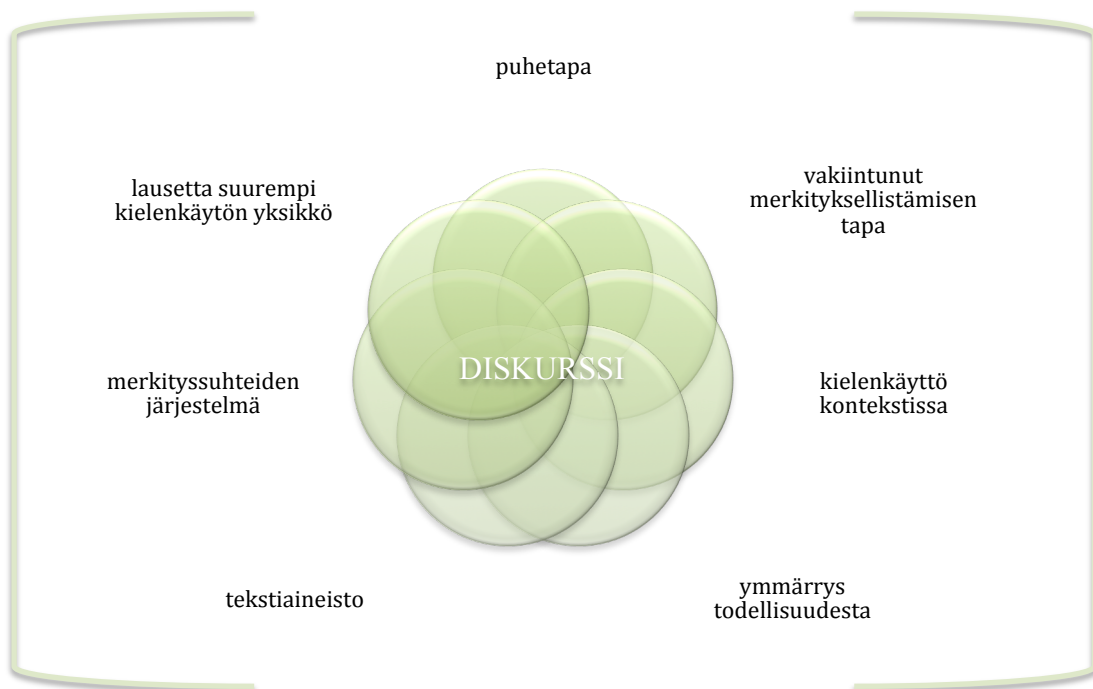 puhetapa
lausetta suurempi
kielenkäytön yksikkö
vakiintunut
merkityksellistämisen
tapa
DISKURSSI
merkityssuhteiden
järjestelmä
kielenkäyttö
kontekstissa
tekstiaineisto
ymmärrys
todellisuudesta